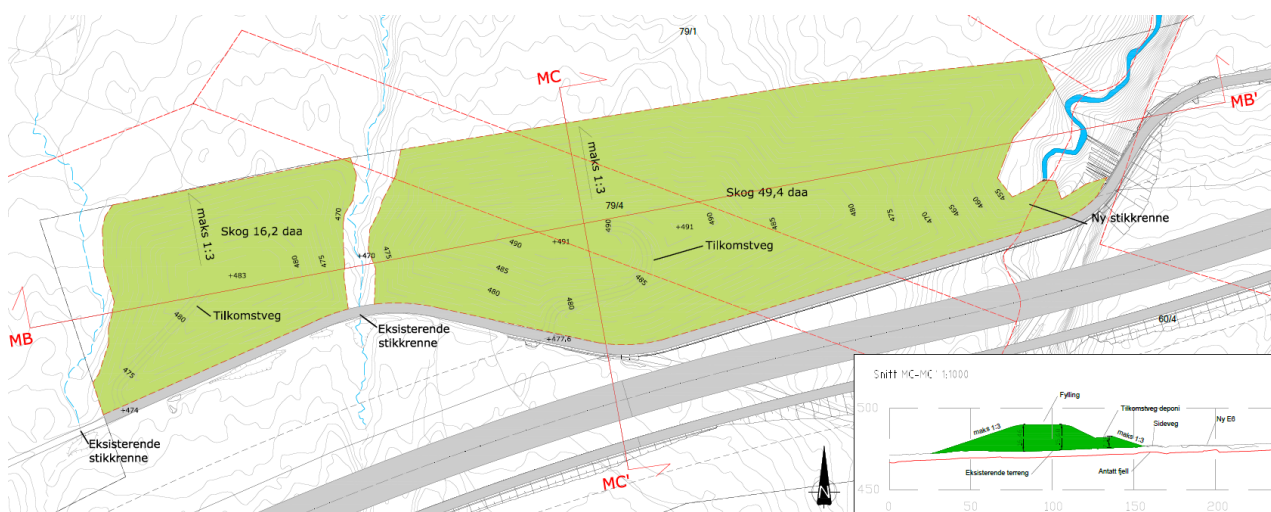 79/1
MC
MB'
maks 1:3
Skog 49,4 daa
79/4
455
460
465
470
475
480
Ny stikkrenne
maks 1:3
Skog 16,2 daa
470
490
485
490
+491
+491
Tilkomstveg
475
+470
490
485
480
480
485
480
475
+483
480
Tilkomstveg
MB
Eksisterende
stikkrenne
+477,6
60/4
475
+474
Eksisterende
stikkrenne
MC'
N
Snitt MC-MC' 1:1000
500
450
Fylling
maks 1:3
Tilkomstveg deponi
maks 1:3
Sideveg
Ny E6
Eksisterende terreng
Antatt fjell
0
50
100
150
200